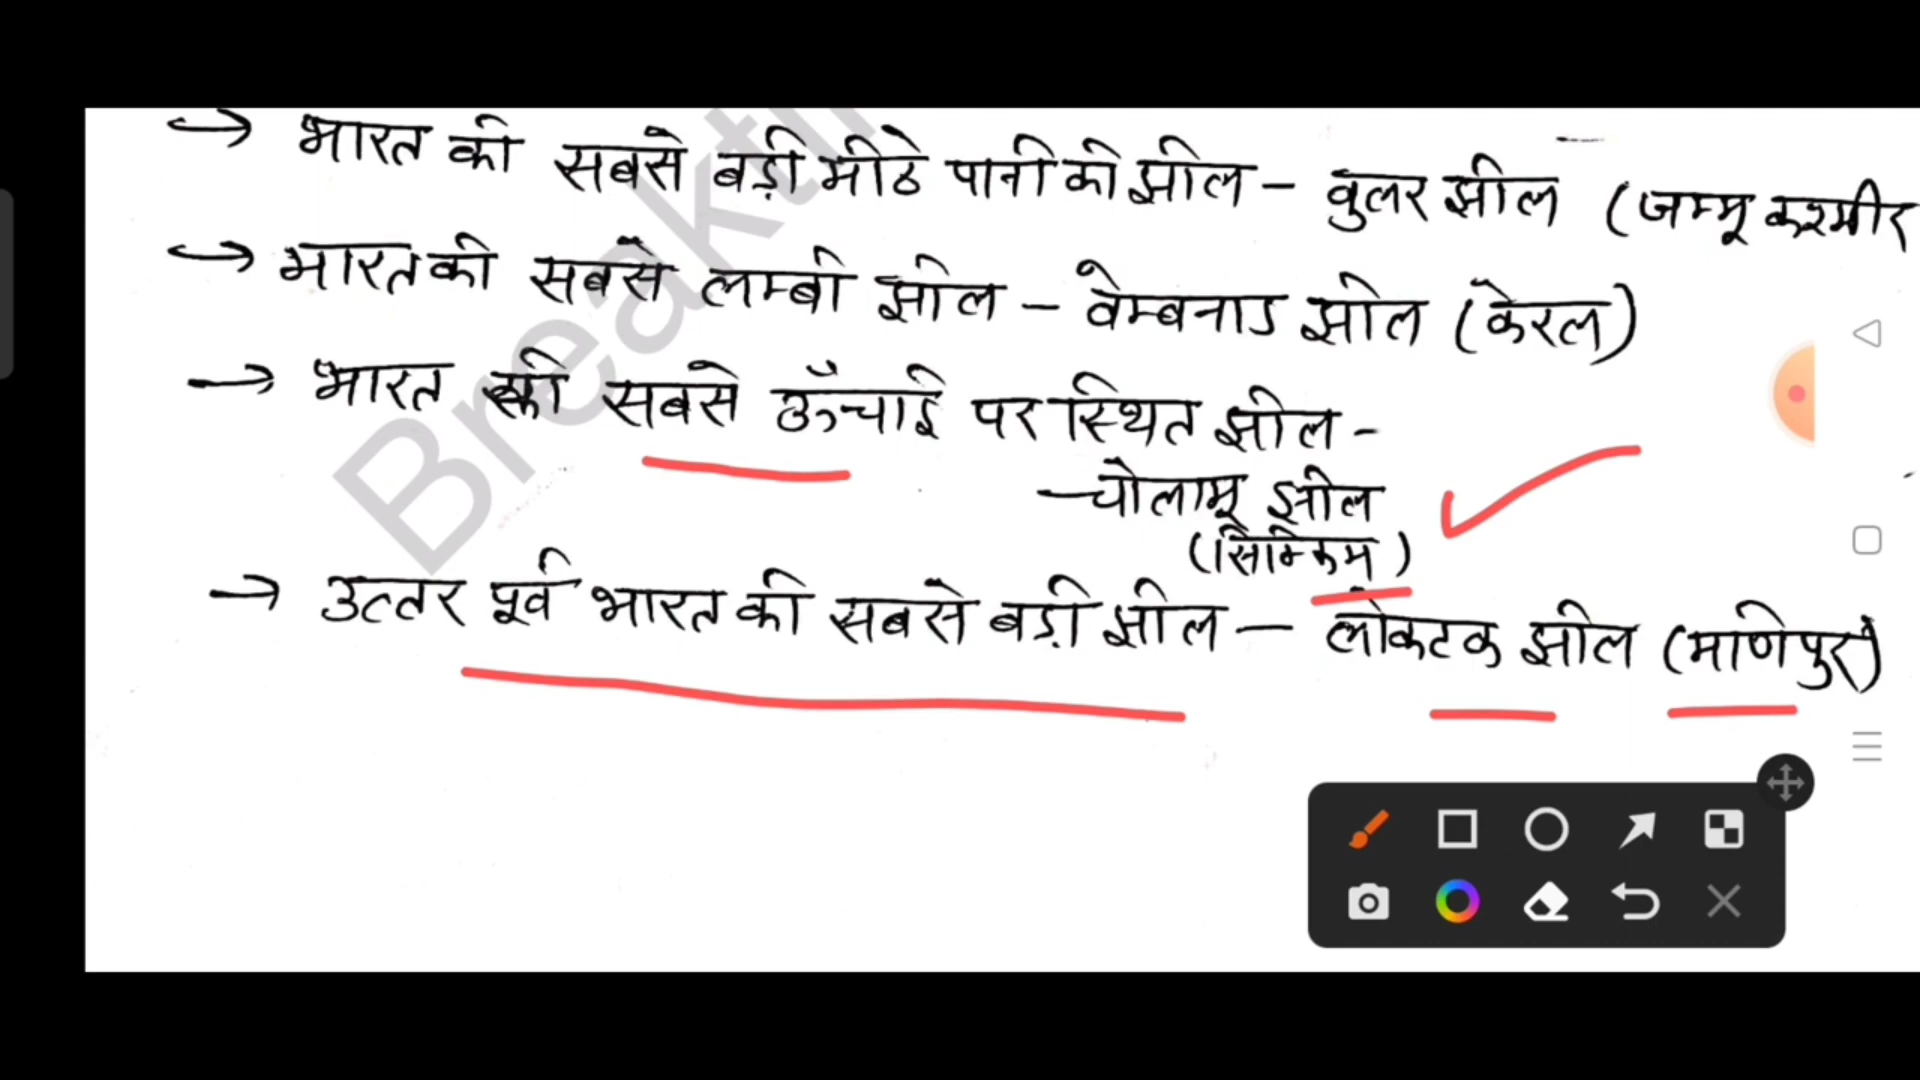 → भारत की सबसे बड़ी मीठे पानी की झील - वुलर झील (जम्मू कश्मीर
→ भारत की सबसे लम्बी झील - वेम्बनाड झील (केरल)
→ भारत की सबसे ऊँचाई पर स्थित झील -
- चोलामू झील
(सिक्किम)
→ उत्तर पूर्व भारत की सबसे बड़ी झील - लोकटक झील (मणिपुर)